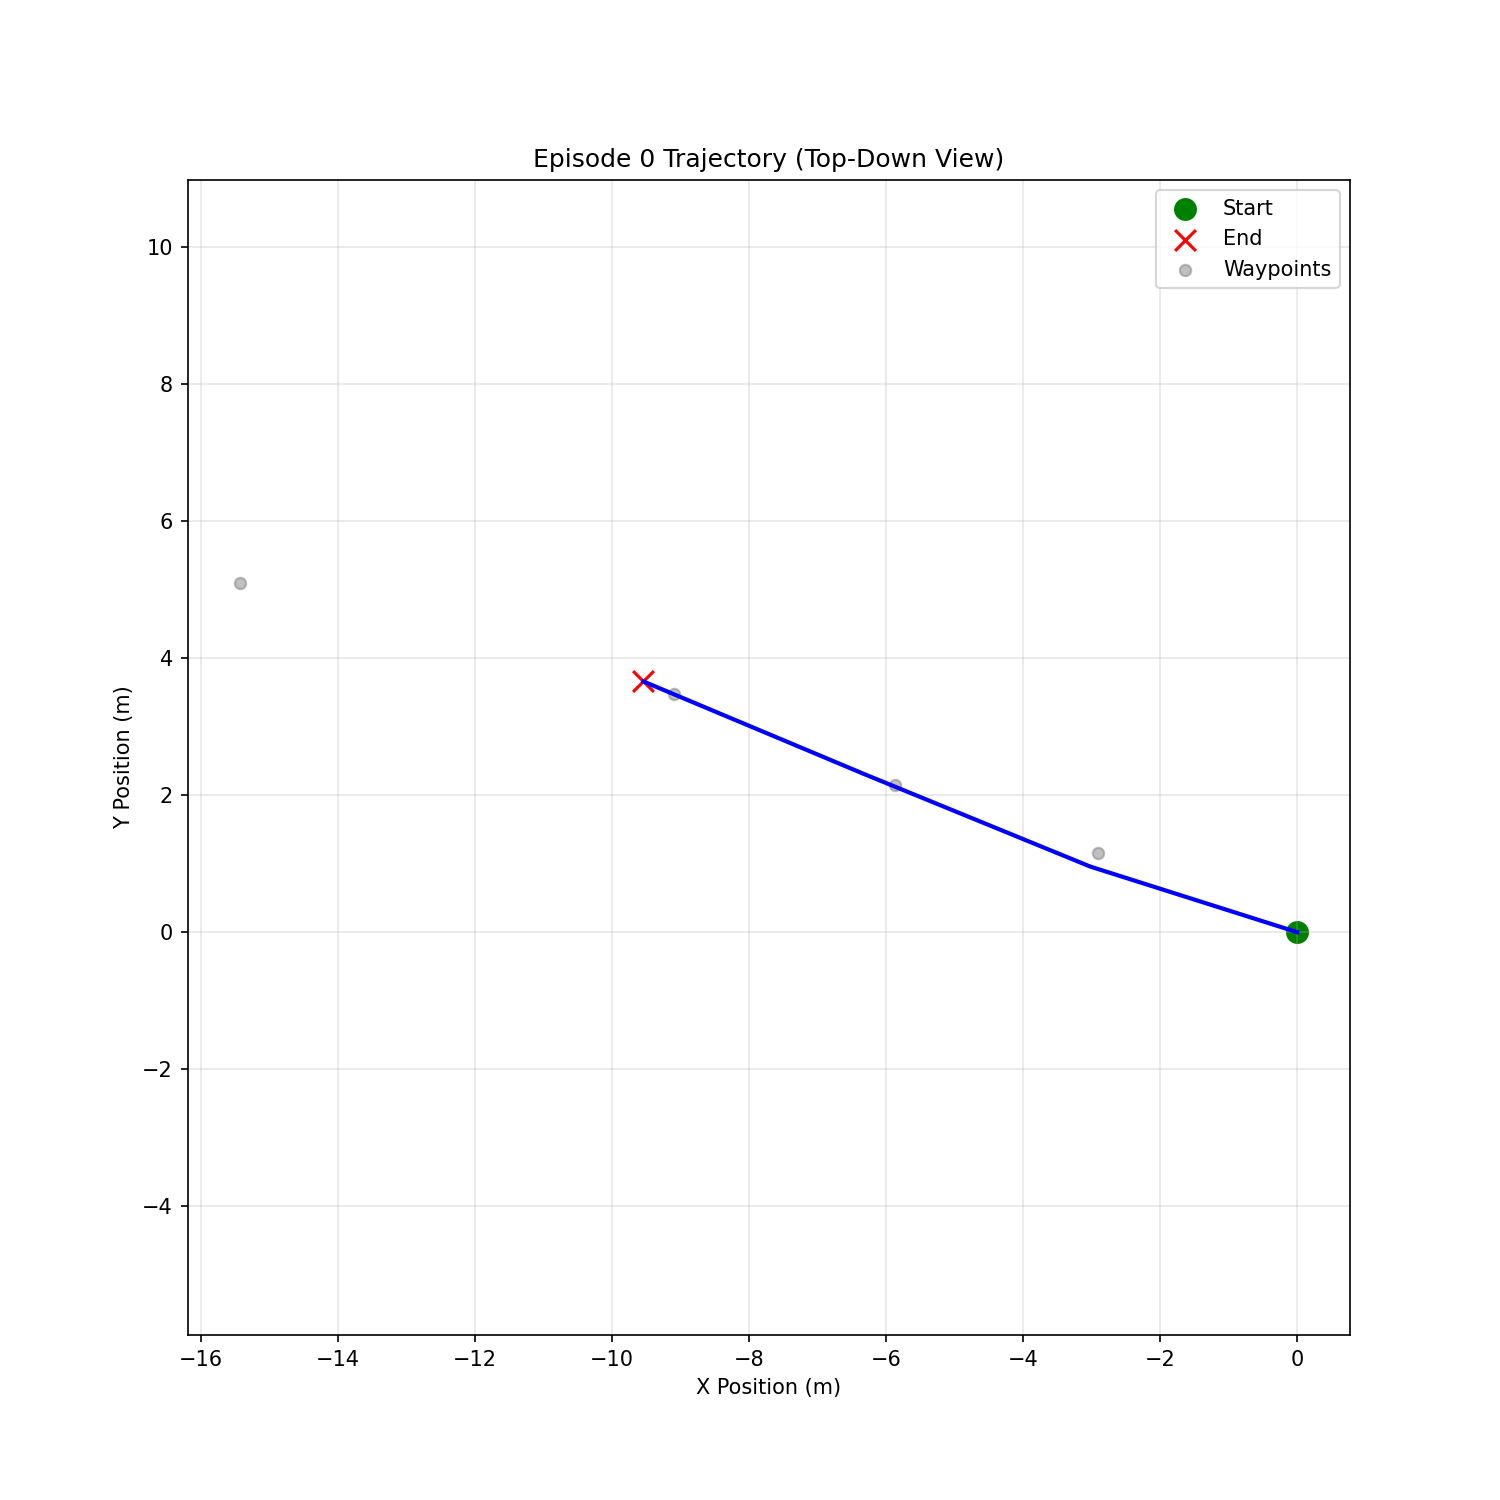 Episode 0 Trajectory (Top-Down View)
Start
End
Waypoints
10
8
6
4
2
0
−2
−4
Y Position (m)
−16
−14
−12
−10
−8
−6
−4
−2
0
X Position (m)